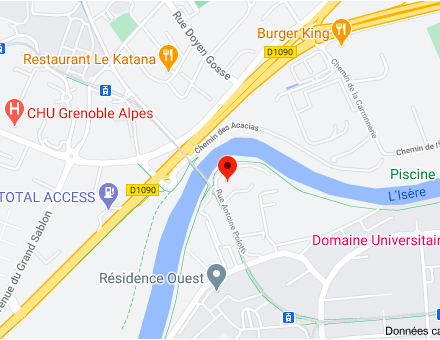 Rue Doyen Gosse
Burger King
D1090
Restaurant Le Katana
Chemin de la Carronnerie
CHU Grenoble Alpes
Chemin des Acacias
Chemin de l'
Piscine
L'Isère
TOTAL ACCESS
D1090
Rue Antoine Polotti
enue du Grand Sablon
Domaine Universitair
Résidence Ouest
Données ca